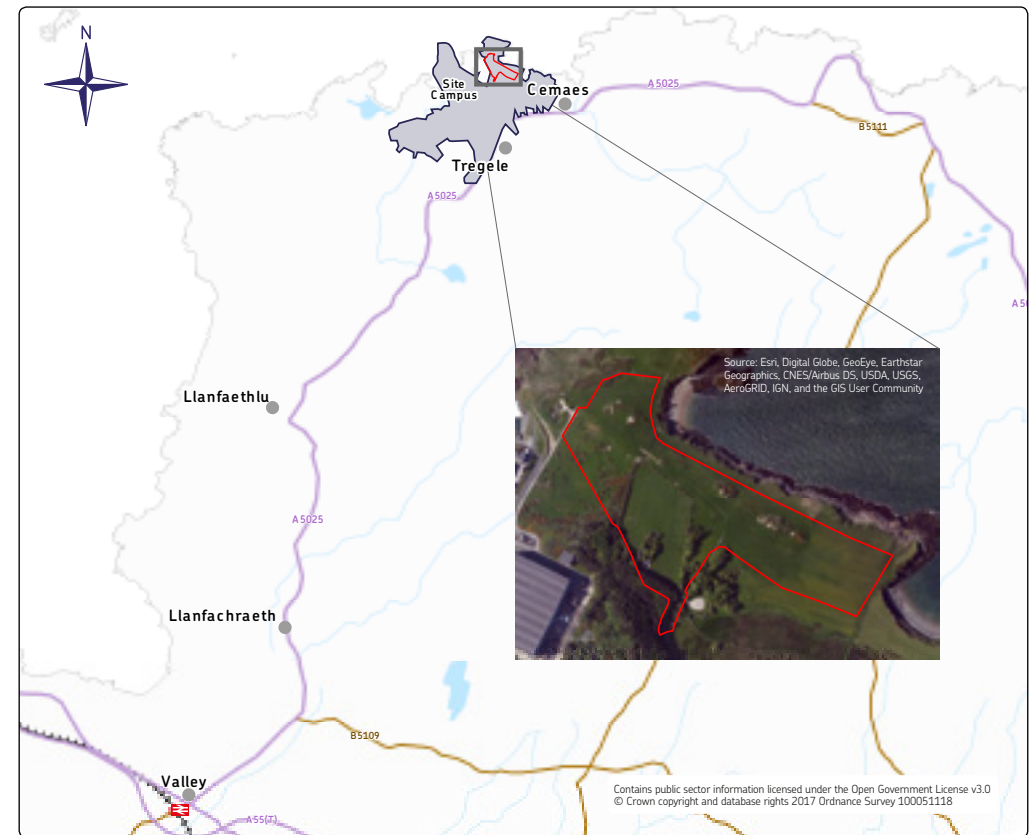 N
Site
Campus
Cemaes
A5025
B5111
Tregele
A5025
Source: Esri, Digital Globe, GeoEye, Earthstar
Geographics, CNES/Airbus DS, USDA, USGS,
AeroGRID, IGN, and the GIS User Community
Llanfaethlu
A5025
Llanfachraeth
B5109
Valley
A55(T)
Contains public sector information licensed under the Open Government License v3.0
© Crown copyright and database rights 2017 Ordnance Survey 100051118